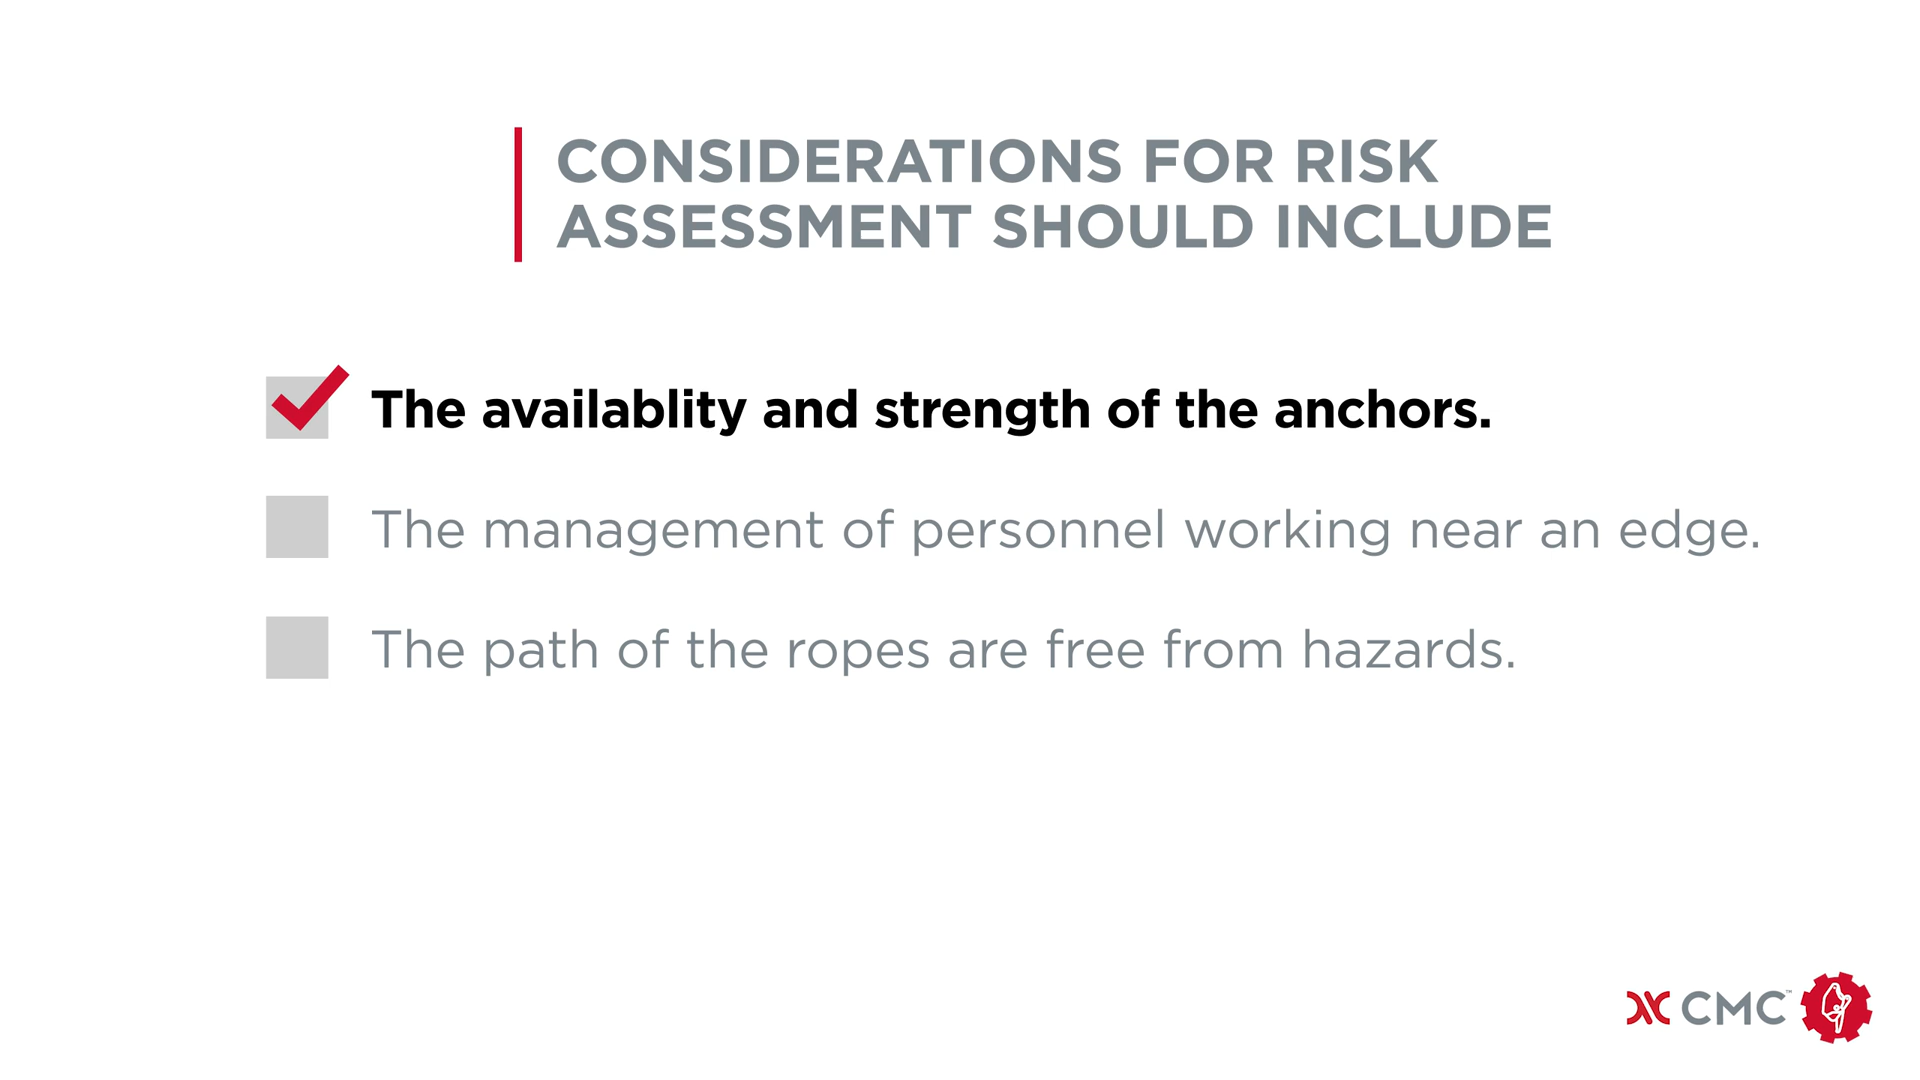 CONSIDERATIONS FOR RISK
ASSESSMENT SHOULD INCLUDE
The availablity and strength of the anchors.
The management of personnel working near an edge.
The path of the ropes are free from hazards.
CMC™